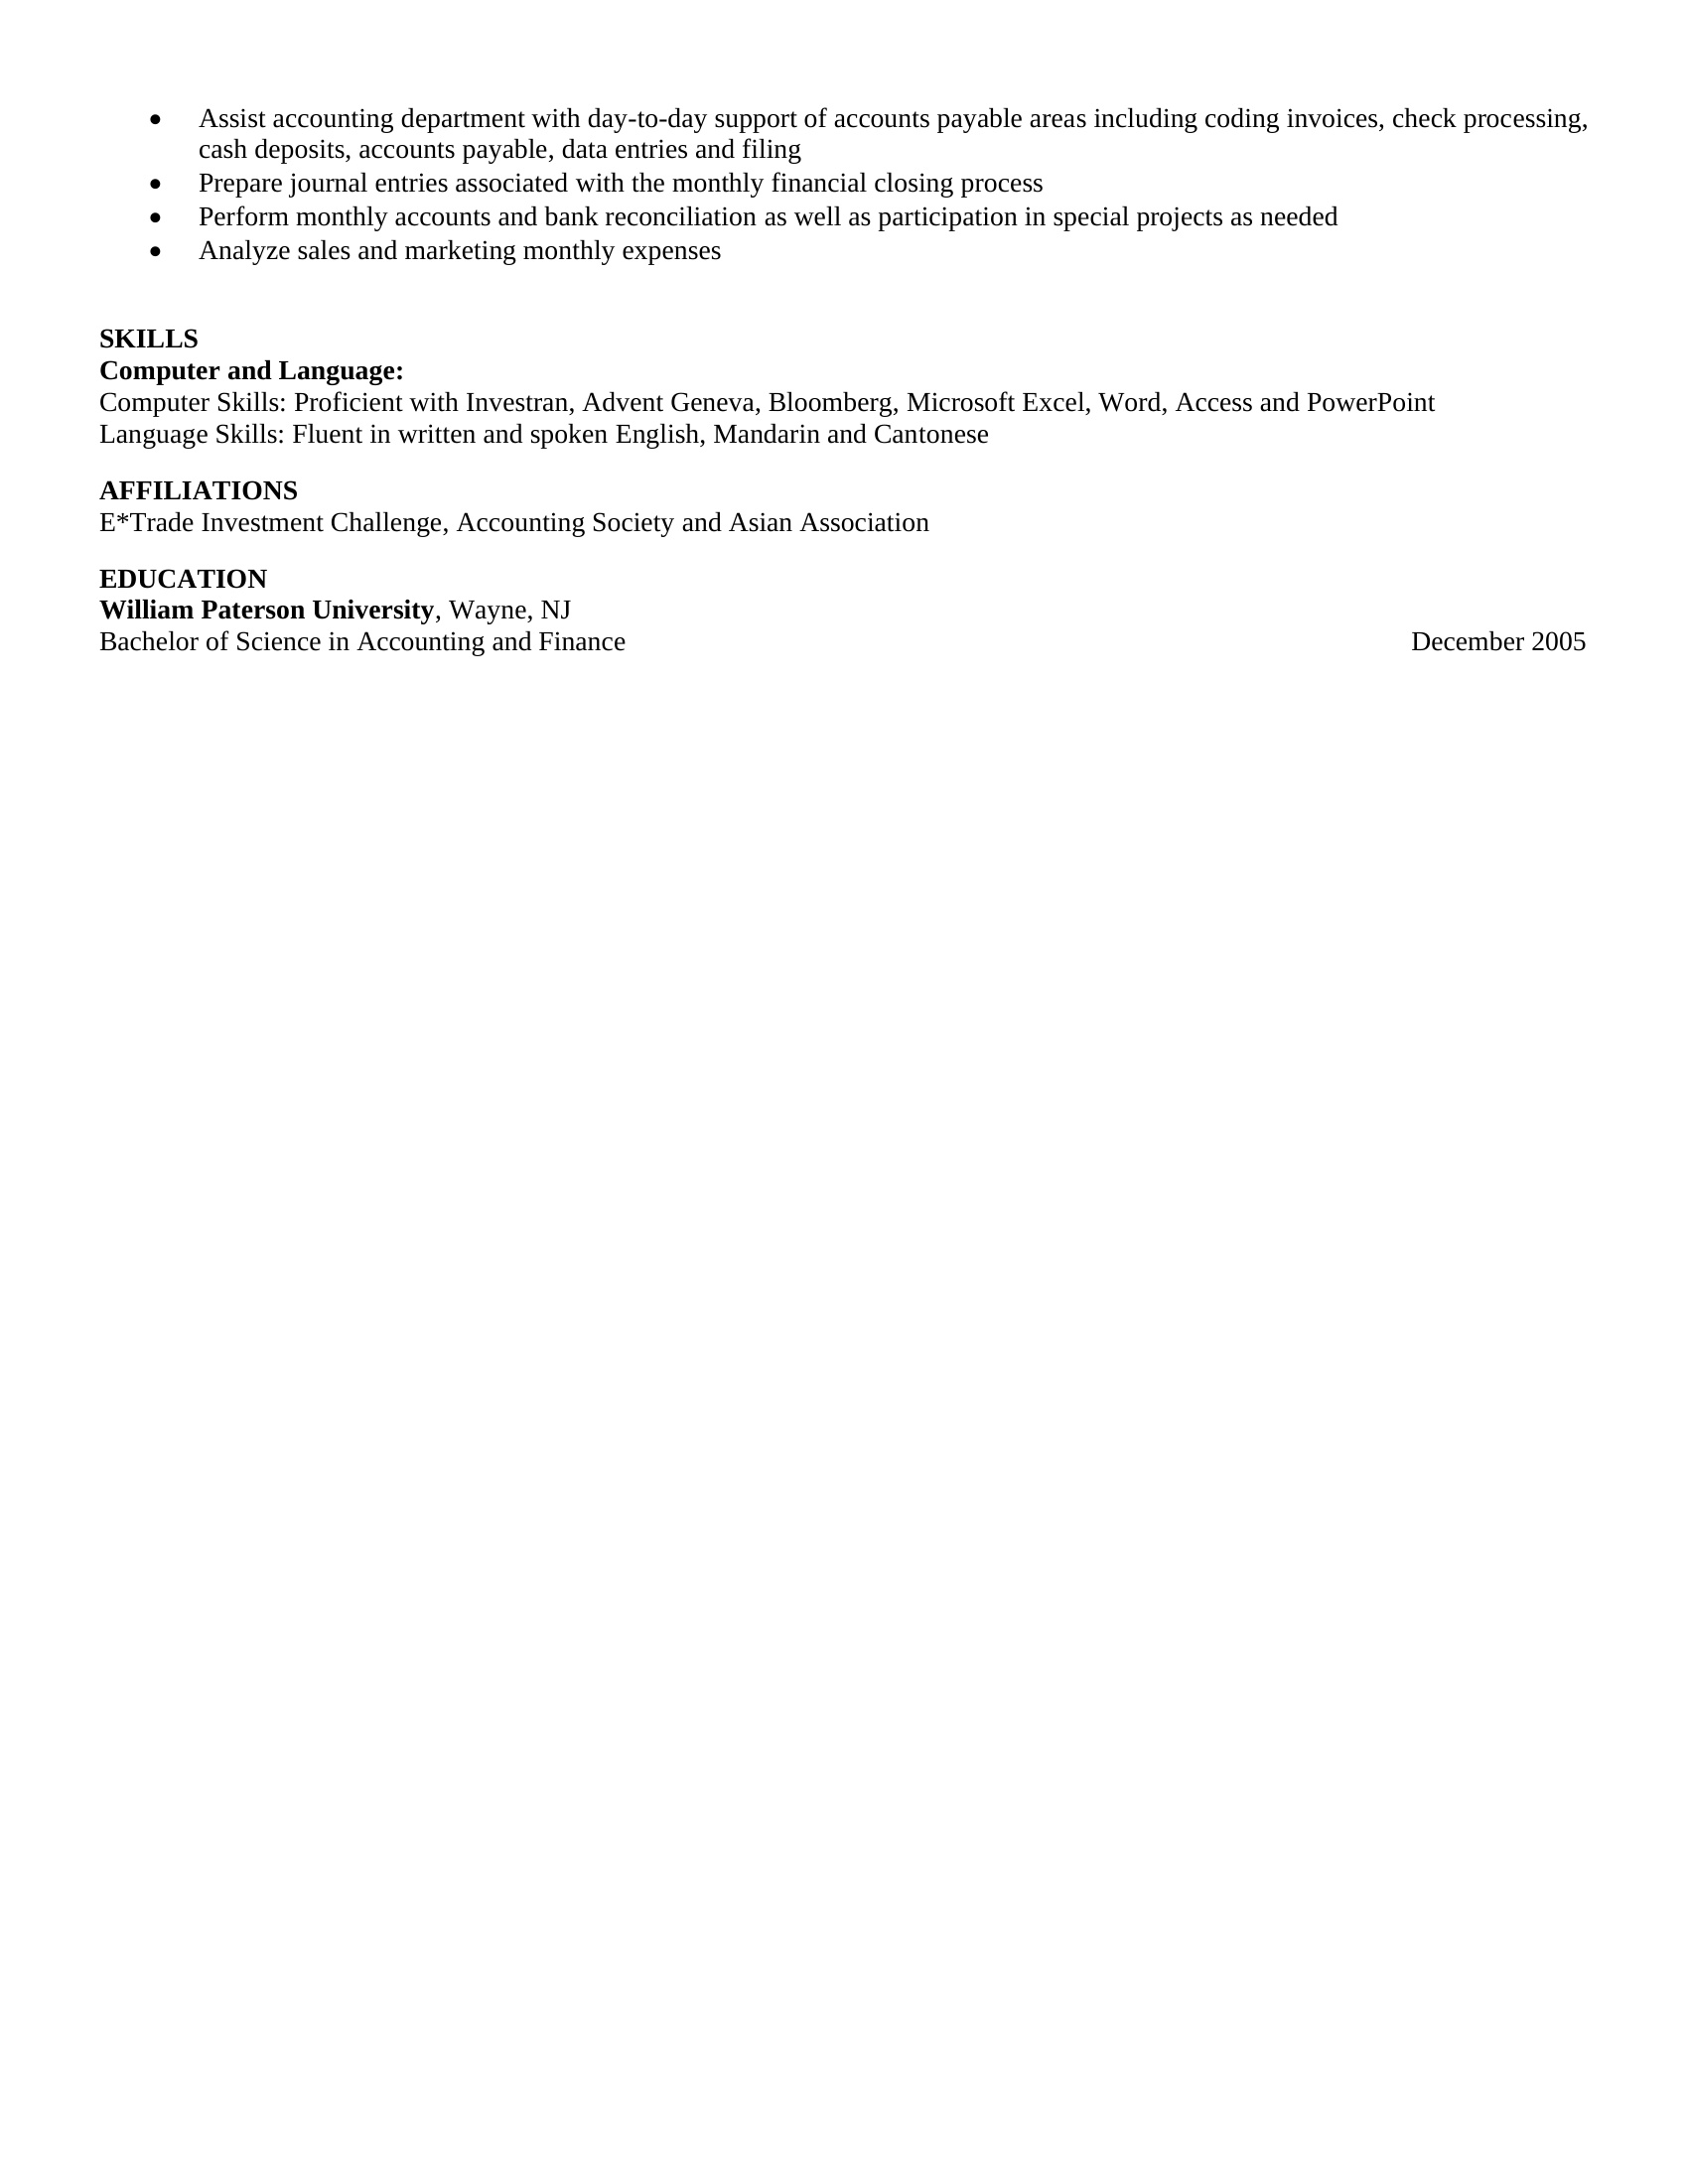 • Assist accounting department with day-to-day support of accounts payable areas including coding invoices, check processing,
cash deposits, accounts payable, data entries and filing
• Prepare journal entries associated with the monthly financial closing process
• Perform monthly accounts and bank reconciliation as well as participation in special projects as needed
• Analyze sales and marketing monthly expenses
SKILLS
Computer and Language:
Computer Skills: Proficient with Investran, Advent Geneva, Bloomberg, Microsoft Excel, Word, Access and PowerPoint
Language Skills: Fluent in written and spoken English, Mandarin and Cantonese
AFFILIATIONS
E*Trade Investment Challenge, Accounting Society and Asian Association
EDUCATION
William Paterson University, Wayne, NJ
Bachelor of Science in Accounting and Finance December 2005